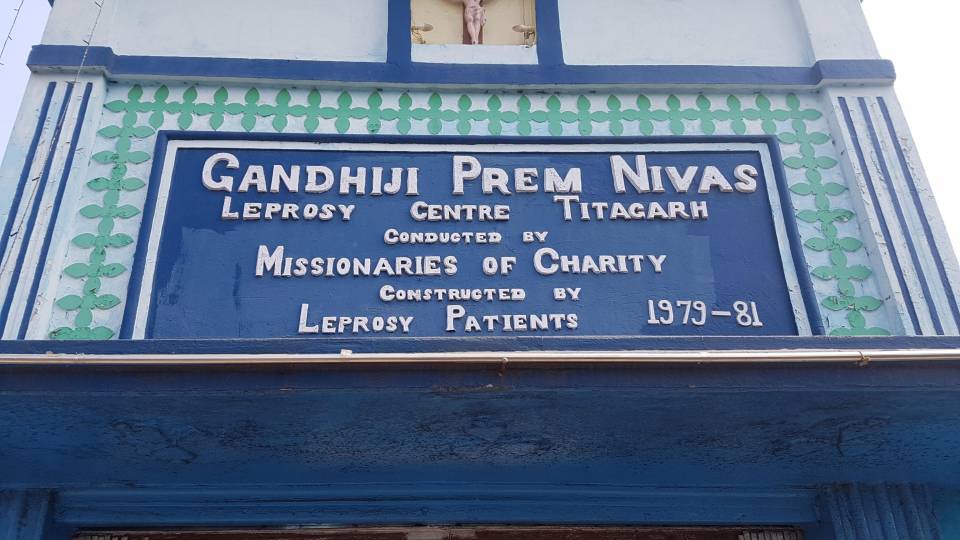 GANDHIJI PREM NIVAS
LEPROSY CENTRE TITAGARH
CONDUCTED BY
MISSIONARIES OF CHARITY
CONSTRUCTED BY
LEPROSY PATIENTS 1979-81